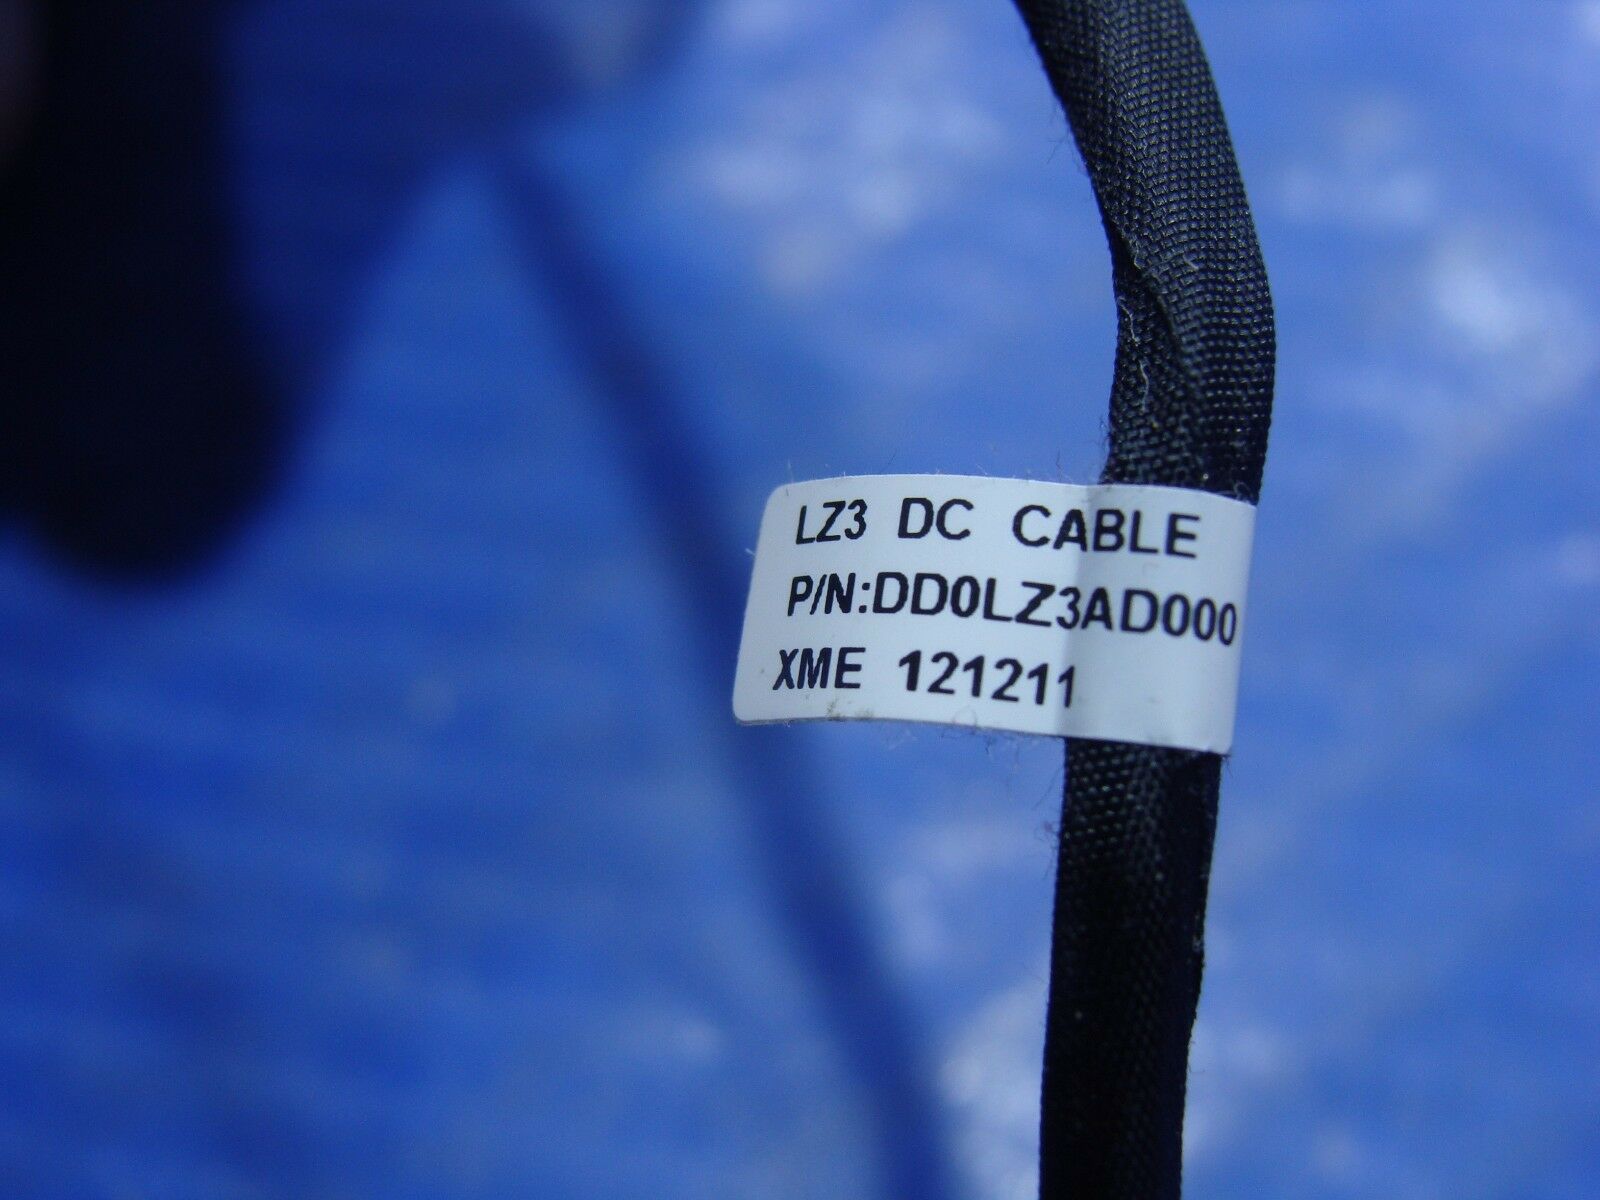 LZ3 DC CABLE
P/N:DD0LZ3AD000
XME 121211